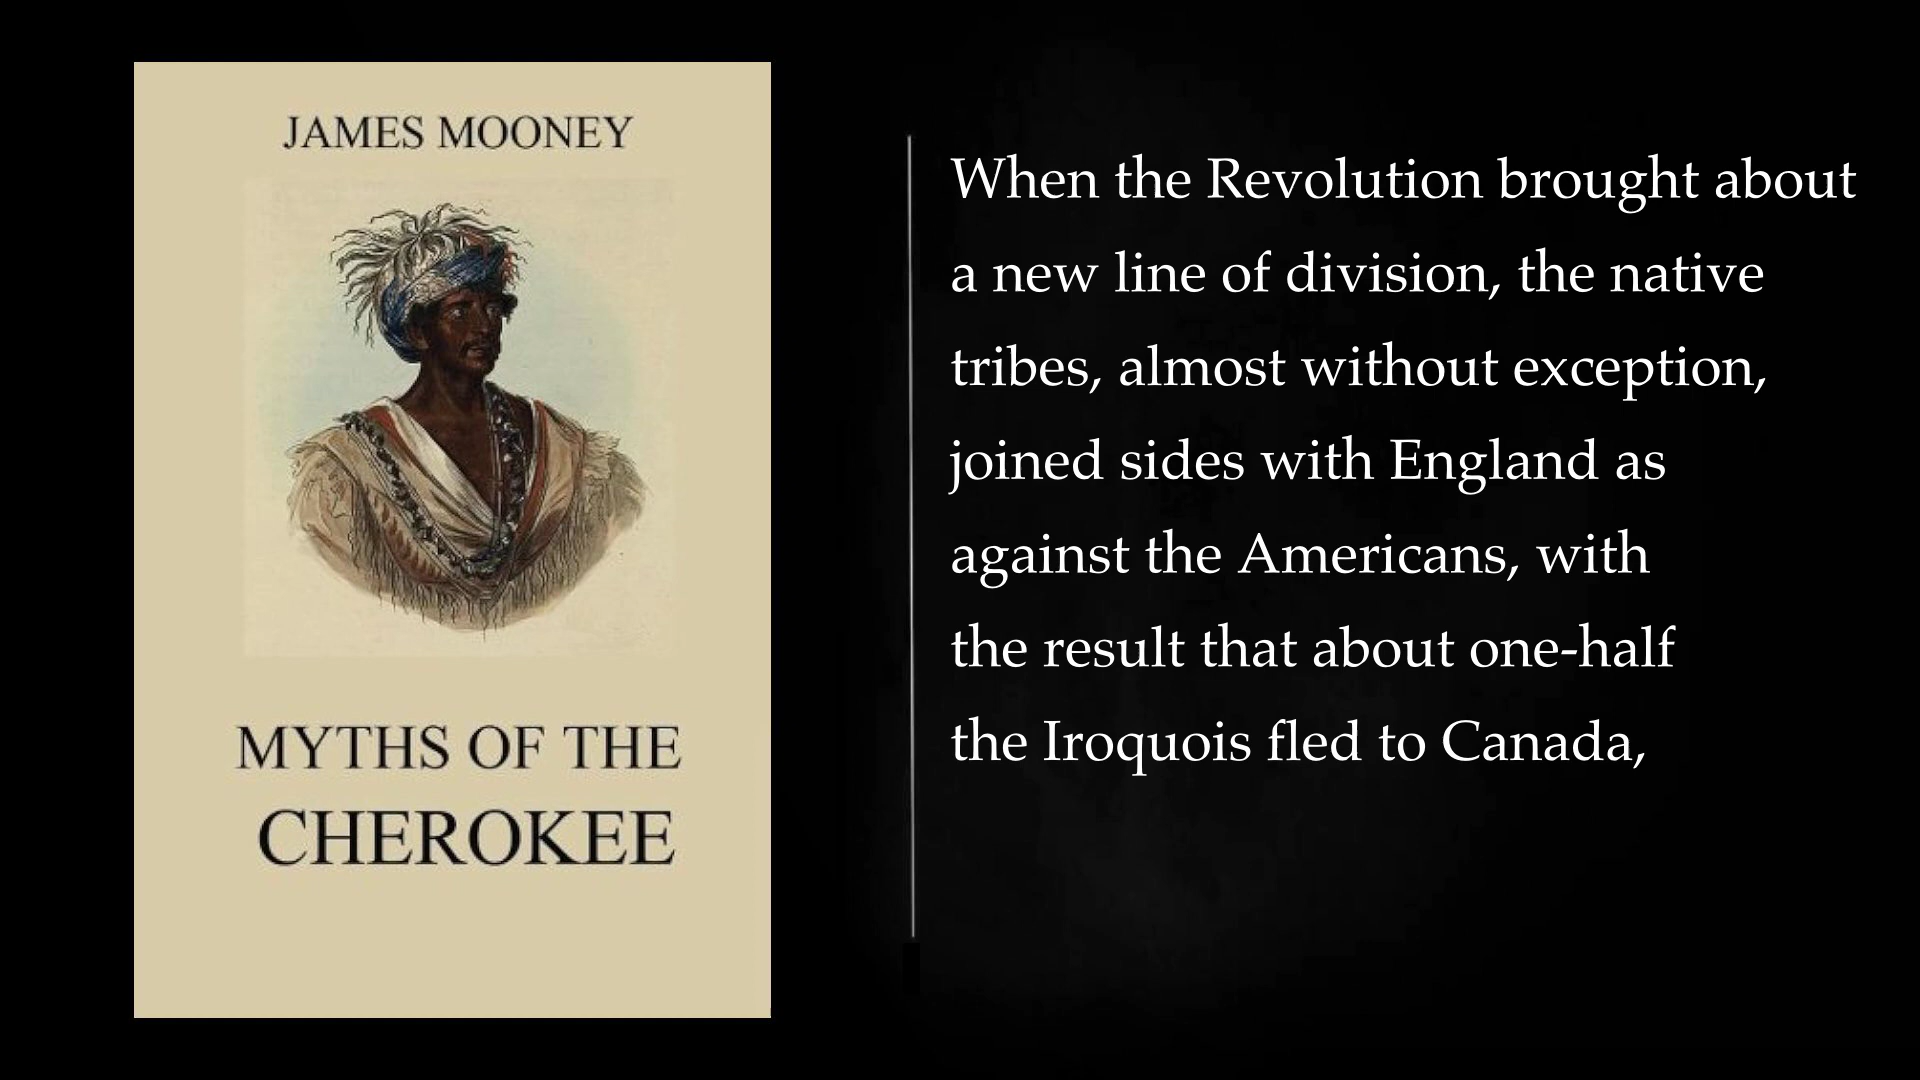 JAMES MOONEY
MYTHS OF THE
CHEROKEE
When the Revolution brought about
a new line of division, the native
tribes, almost without exception,
joined sides with England as
against the Americans, with
the result that about one-half
the Iroquois fled to Canada,